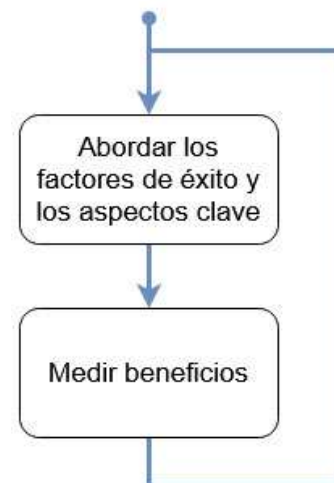 Abordar los
factores de éxito y
los aspectos clave
Medir beneficios